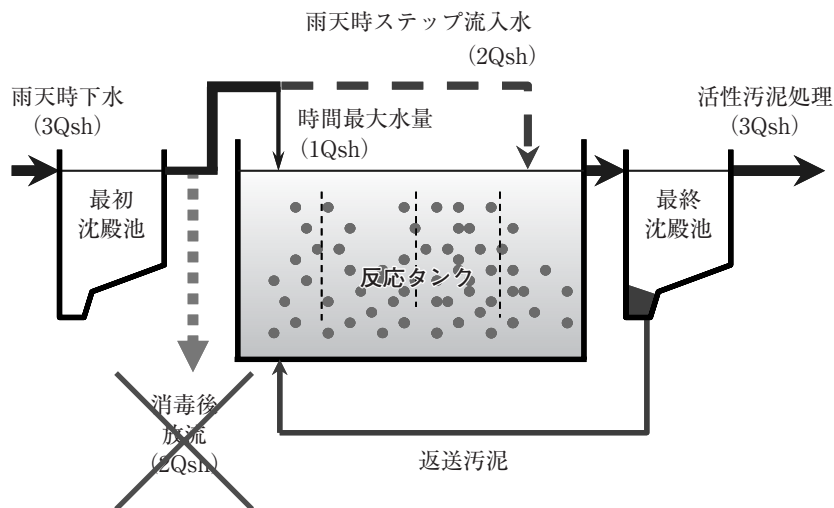 雨天時ステップ流入水
(2Qsh)
雨天時下水
(3Qsh)
時間最大水量
(1Qsh)
活性汚泥処理
(3Qsh)
最初
沈殿池
反応タンク
最終
沈殿池
消毒後
放流
(2Qsh)
返送汚泥